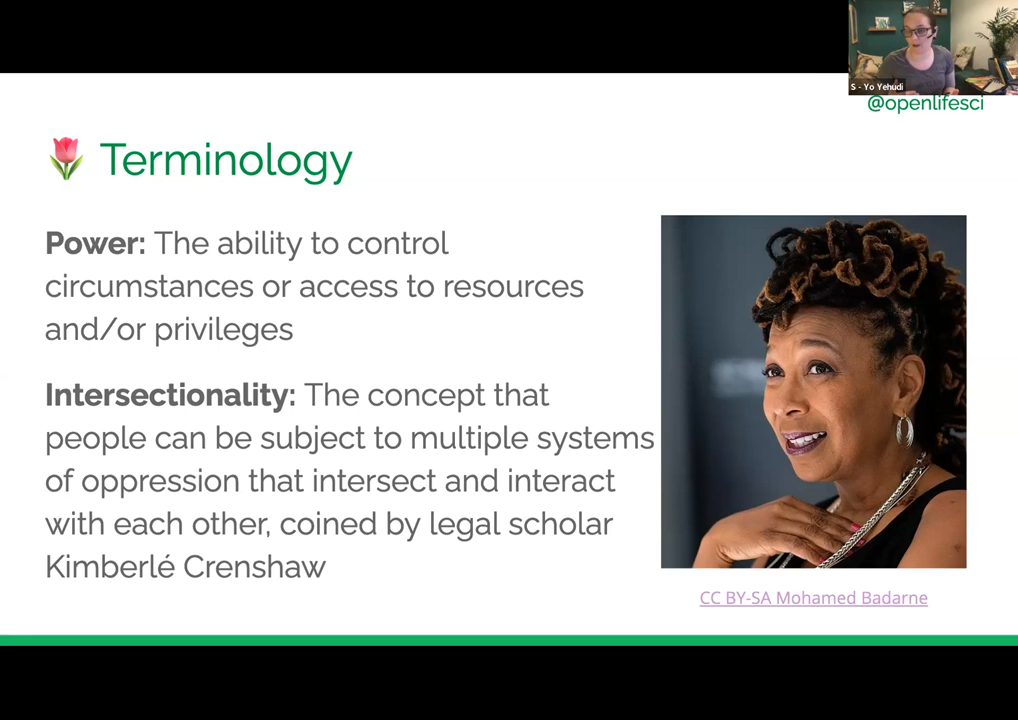 S - Yo Yehudi
@openlifesci
Terminology
Power: The ability to control
circumstances or access to resources
and/or privileges
Intersectionality: The concept that
people can be subject to multiple systems
of oppression that intersect and interact
with each other, coined by legal scholar
Kimberlé Crenshaw
CC BY-SA Mohamed Badarne